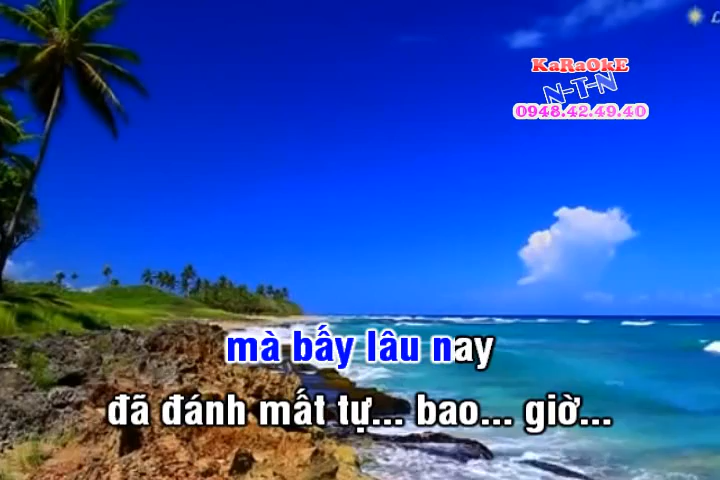 KaRaOkE
N-T-N
0948.42.49.40
mà bấy lâu nay
đã đánh mất tự... bao... giờ...